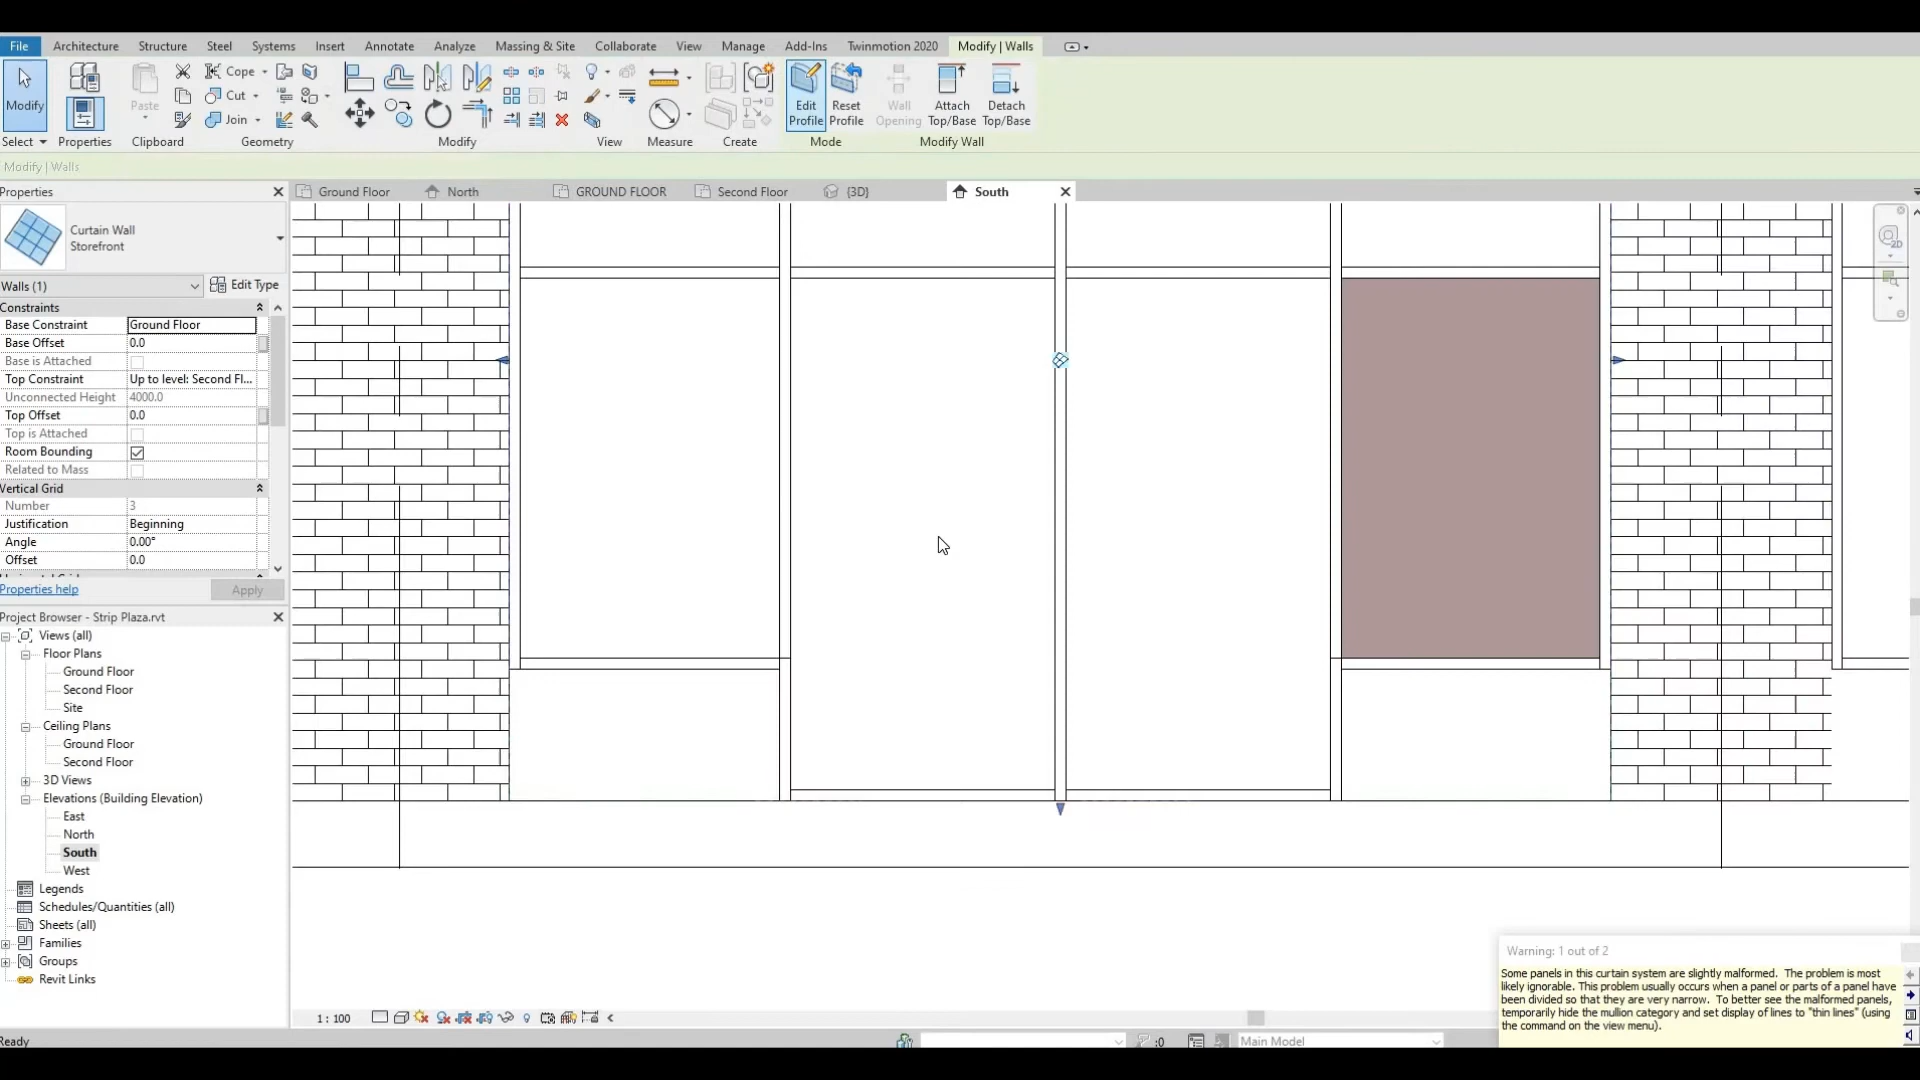 File Architecture Structure Steel Systems Insert Annotate Analyze Massing & Site Collaborate View Manage Add-Ins Twinmotion 2020 Modify | Walls
Modify
Paste
Cope
Cut
Join
Edit Profile
Reset Profile
Wall Opening
Attach Top/Base
Detach Top/Base
Select Properties Clipboard Geometry Modify View Measure Create Mode Modify Wall
Modify | Walls
Properties
Ground Floor North GROUND FLOOR Second Floor {3D} South
Curtain Wall
Storefront
Walls (1) Edit Type
Constraints
Base Constraint Ground Floor
Base Offset 0.0
Base is Attached
Top Constraint Up to level: Second Fl...
Unconnected Height 4000.0
Top Offset 0.0
Top is Attached
Room Bounding
Related to Mass
Vertical Grid
Number 3
Justification Beginning
Angle 0.00°
Offset 0.0
Properties help Apply
Project Browser - Strip Plaza.rvt
Views (all)
Floor Plans
Ground Floor
Second Floor
Site
Ceiling Plans
Ground Floor
Second Floor
3D Views
Elevations (Building Elevation)
East
North
South
West
Legends
Schedules/Quantities (all)
Sheets (all)
Families
Groups
Revit Links
2D
Warning: 1 out of 2
Some panels in this curtain system are slightly malformed. The problem is most
likely ignorable. This problem usually occurs when a panel or parts of a panel have
been divided so that they are very narrow. To better see the malformed panels,
temporarily hide the mullion category and set display of lines to "thin lines" (using
the command on the view menu).
1 : 100
Ready :0 Main Model